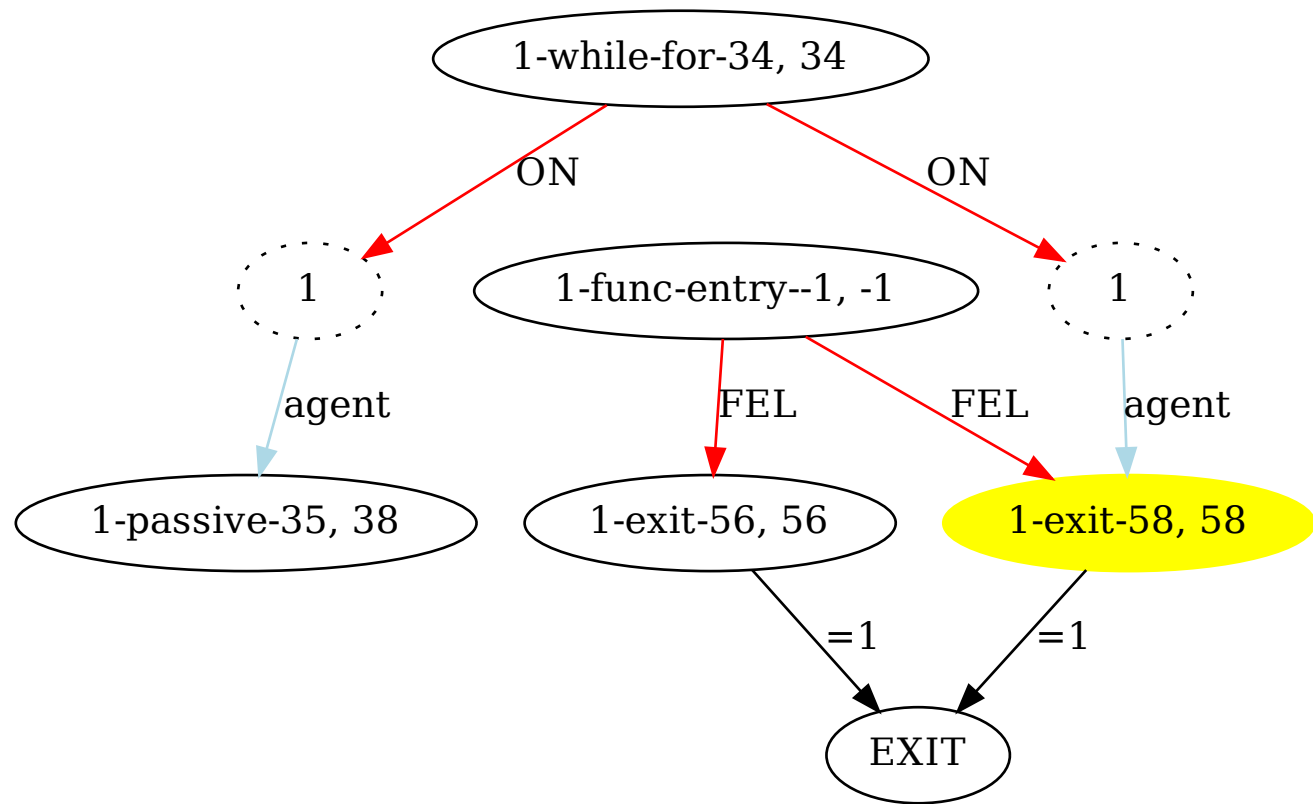 1-while-for-34, 34
ON
ON
1
1-func-entry--1, -1
1
agent
FEL
FEL
agent
1-passive-35, 38
1-exit-56, 56
1-exit-58, 58
=1
=1
EXIT